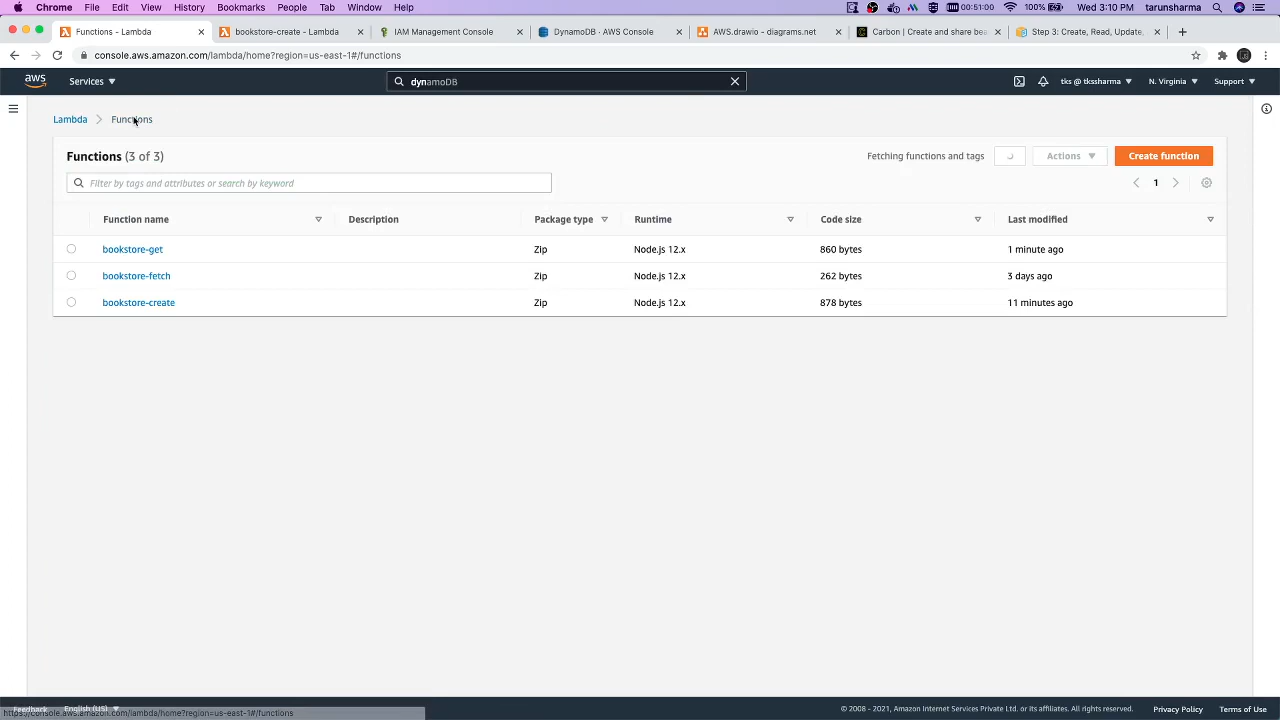 Chrome File Edit View History Bookmarks People Tab Window Help 00:51:00 100% Wed 3:10 PM tarunsharma
Functions - Lambda bookstore-create - Lambda IAM Management Console DynamoDB · AWS Console AWS.drawio - diagrams.net Carbon | Create and share bea Step 3: Create, Read, Update,
console.aws.amazon.com/lambda/home?region=us-east-1#/functions
aws Services dynamoDB tks @ tkssharma N. Virginia Support
Lambda Functions
Functions (3 of 3) Fetching functions and tags Actions Create function
Filter by tags and attributes or search by keyword 1
Function name Description Package type Runtime Code size Last modified
bookstore-get Zip Node.js 12.x 860 bytes 1 minute ago
bookstore-fetch Zip Node.js 12.x 262 bytes 3 days ago
bookstore-create Zip Node.js 12.x 878 bytes 11 minutes ago
Feedback English (US) © 2008 - 2021, Amazon Internet Services Private Ltd. or its affiliates. All rights reserved. Privacy Policy Terms of Use
https://console.aws.amazon.com/lambda/home?region=us-east-1#/functions